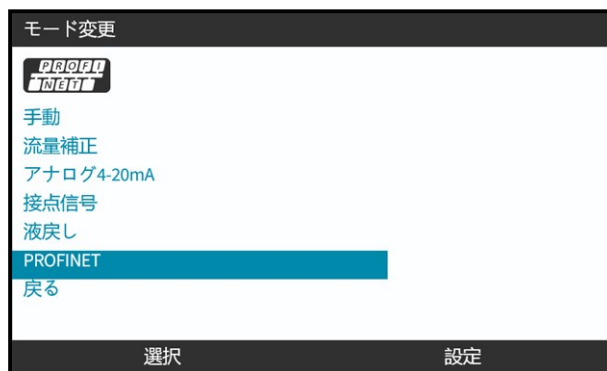 モード変更
PROFI
NET
手動
流量補正
アナログ4-20mA
接点信号
液戻し
PROFINET
戻る
選択 設定